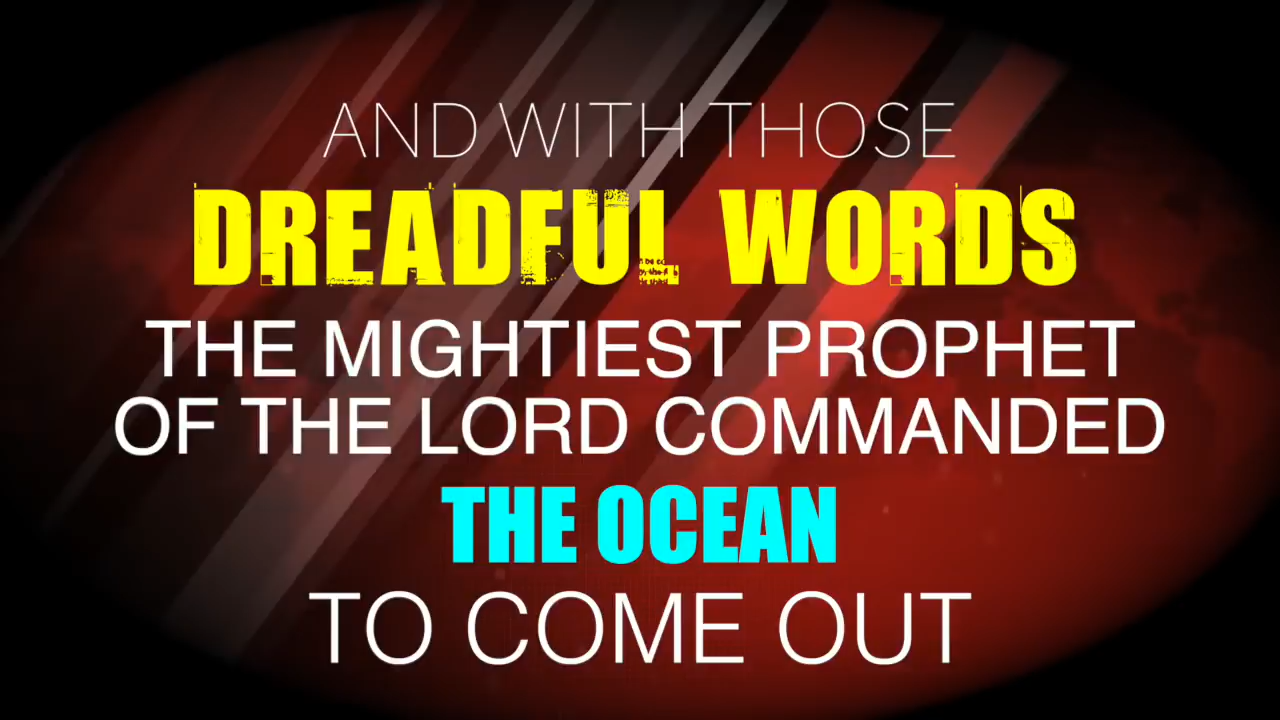 AND WITH THOSE
DREADFUL WORDS
THE MIGHTIEST PROPHET
OF THE LORD COMMANDED
THE OCEAN
TO COME OUT